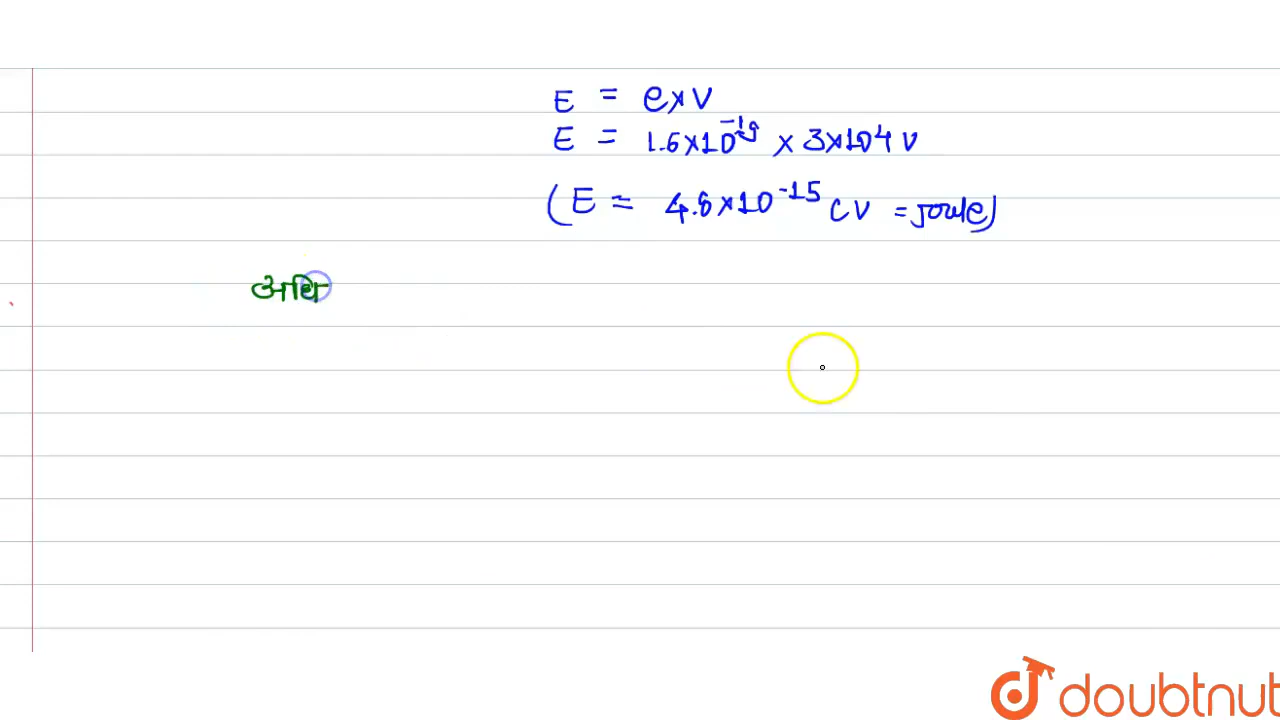 E = e×V
E = 1.6×10⁻¹⁹ × 3×10⁴ V
(E = 4.8×10⁻¹⁵ CV = joule)
अधि
doubtnut